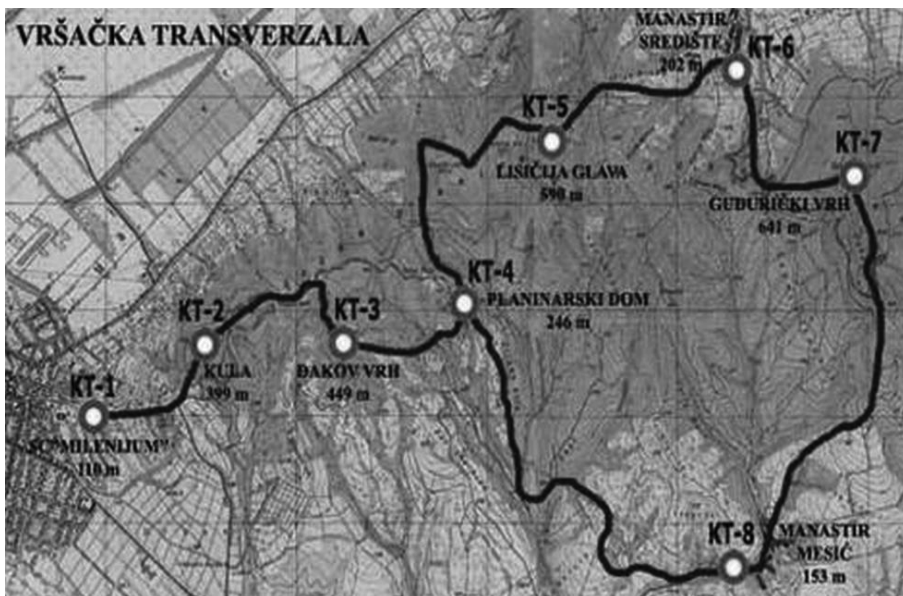 VRŠAČKA TRANSVERZALA
MANASTIR
SREDIŠTE
202 m
KT-6
KT-5
LISIČIJA GLAVA
590 m
KT-7
GUDURIČKI VRH
641 m
KT-4
PLANINARSKI DOM
246 m
KT-2
KULA
399 m
KT-3
ĐAKOV VRH
449 m
KT-1
SC"MILENIJUM"
110 m
KT-8
MANASTIR
MESIĆ
153 m